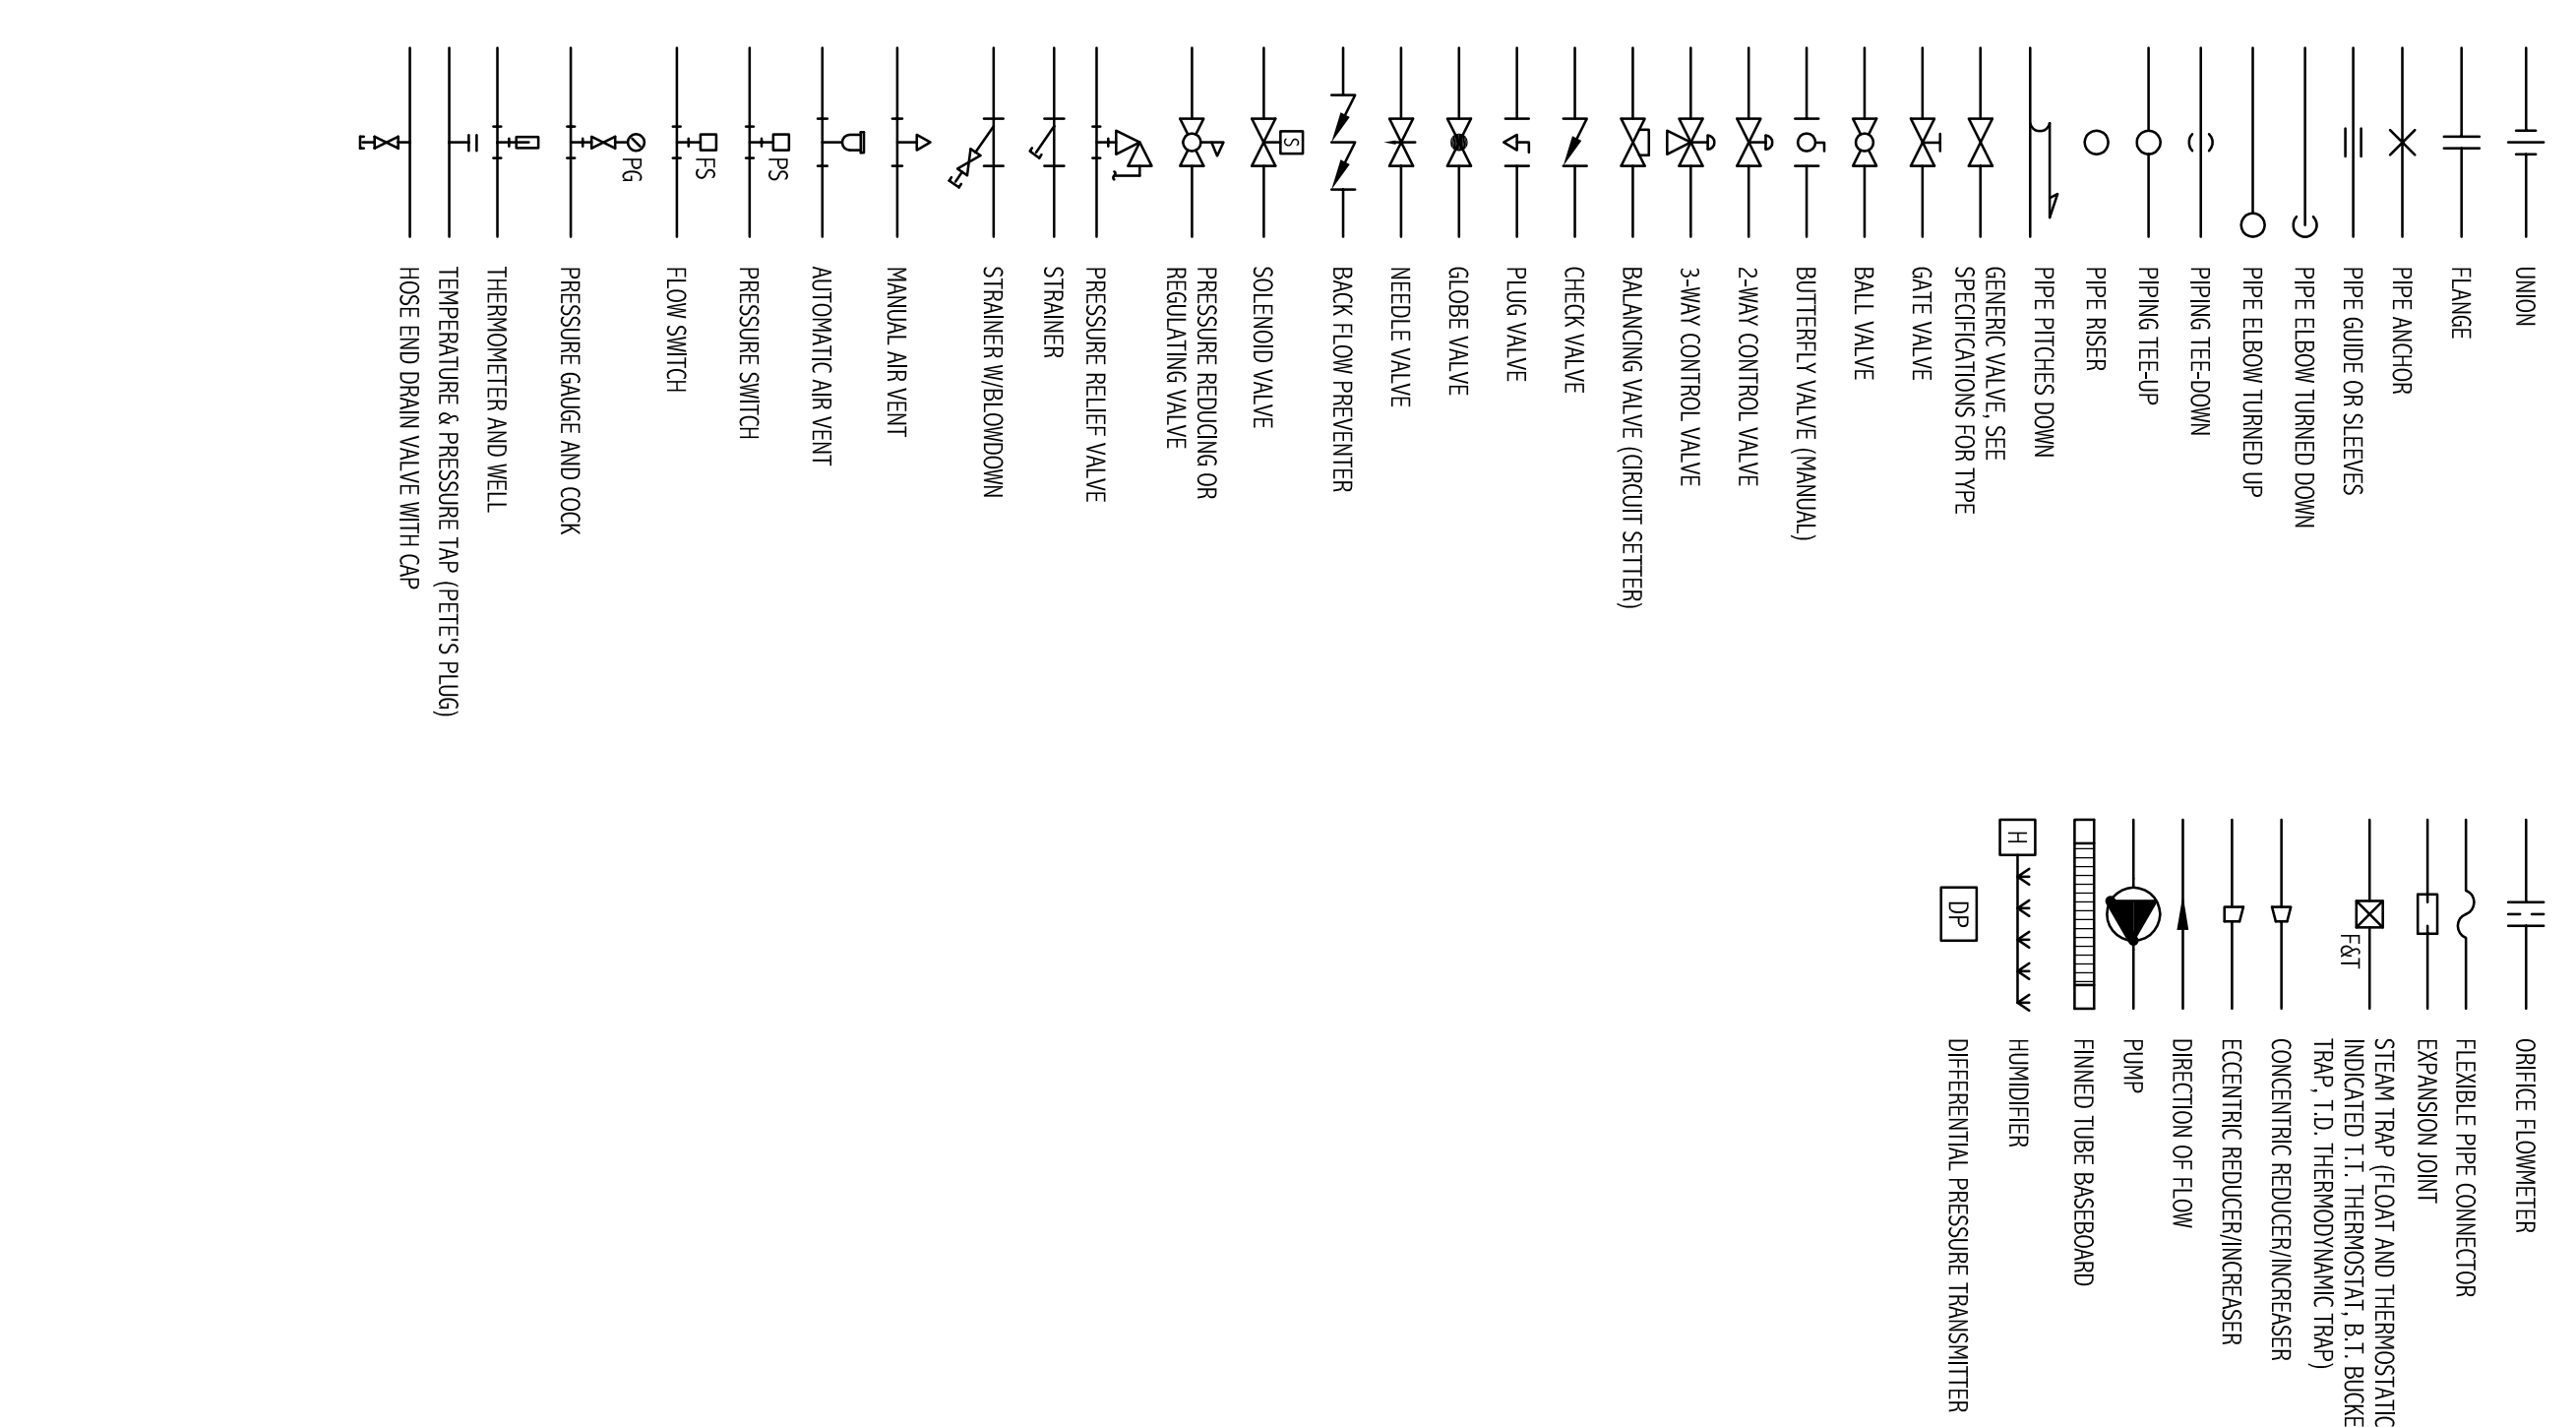 UNION
FLANGE
PIPE ANCHOR
PIPE GUIDE OR SLEEVES
PIPE ELBOW TURNED DOWN
PIPE ELBOW TURNED UP
PIPING TEE-DOWN
PIPING TEE-UP
PIPE RISER
PIPE PITCHES DOWN
GENERIC VALVE, SEE
SPECIFICATIONS FOR TYPE
GATE VALVE
BALL VALVE
BUTTERFLY VALVE (MANUAL)
2-WAY CONTROL VALVE
3-WAY CONTROL VALVE
BALANCING VALVE (CIRCUIT SETTER)
CHECK VALVE
PLUG VALVE
GLOBE VALVE
NEEDLE VALVE
BACK FLOW PREVENTER
S
SOLENOID VALVE
PRESSURE REDUCING OR
REGULATING VALVE
PRESSURE RELIEF VALVE
STRAINER
STRAINER W/BLOWDOWN
MANUAL AIR VENT
AUTOMATIC AIR VENT
PS
PRESSURE SWITCH
FS
FLOW SWITCH
PG
PRESSURE GAUGE AND COCK
THERMOMETER AND WELL
TEMPERATURE & PRESSURE TAP (PETE'S PLUG)
HOSE END DRAIN VALVE WITH CAP
ORIFICE FLOWMETER
FLEXIBLE PIPE CONNECTOR
EXPANSION JOINT
F&T
STEAM TRAP (FLOAT AND THERMOSTATIC
INDICATED T.T. THERMOSTAT, B.T. BUCKE
TRAP, T.D. THERMODYNAMIC TRAP)
CONCENTRIC REDUCER/INCREASER
ECCENTRIC REDUCER/INCREASER
DIRECTION OF FLOW
PUMP
FINNED TUBE BASEBOARD
H
HUMIDIFIER
DP
DIFFERENTIAL PRESSURE TRANSMITTER